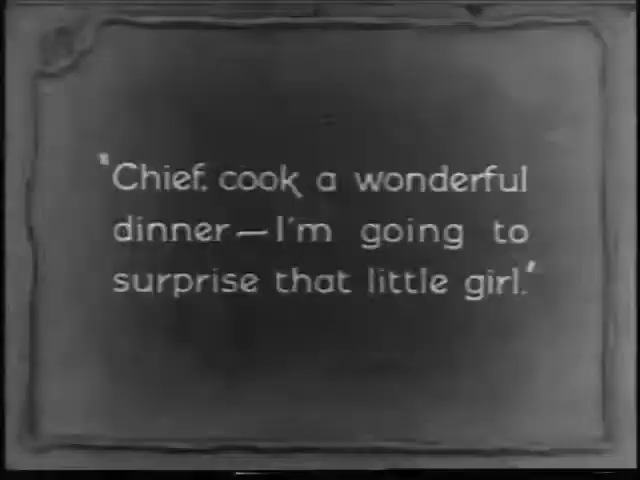 "Chief, cook a wonderful
dinner—I'm going to
surprise that little girl."